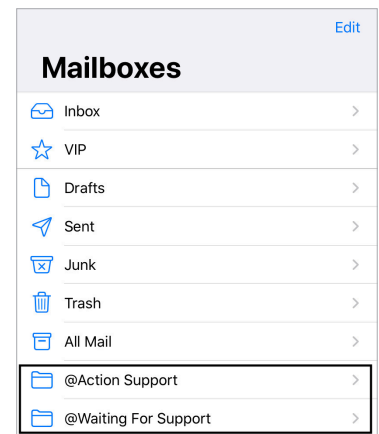 Edit
Mailboxes
Inbox
VIP
Drafts
Sent
Junk
Trash
All Mail
@Action Support
@Waiting For Support